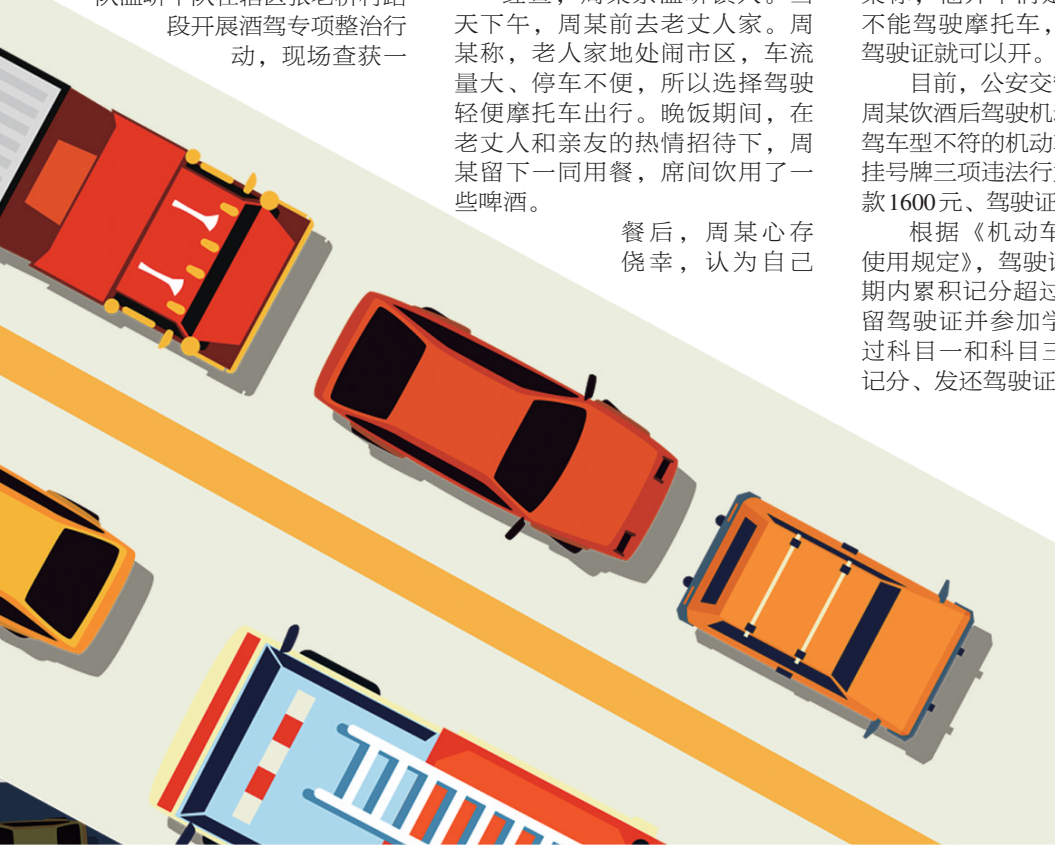 段开展酒驾专项整治行
动，现场查获一
天下午，周某前去老丈人家。周
某称，老人家地处闹市区，车流
量大、停车不便，所以选择驾驶
轻便摩托车出行。晚饭期间，在
老丈人和亲友的热情招待下，周
某留下一同用餐，席间饮用了一
些啤酒。
餐后，周某心存
侥幸，认为自己
不能驾驶摩托车，
驾驶证就可以开。
目前，公安交
周某饮酒后驾驶机
驾车型不符的机动
挂号牌三项违法行
款1600元、驾驶证
根据《机动车
使用规定》，驾驶
期内累积记分超过
留驾驶证并参加学
过科目一和科目三
记分、发还驾驶证